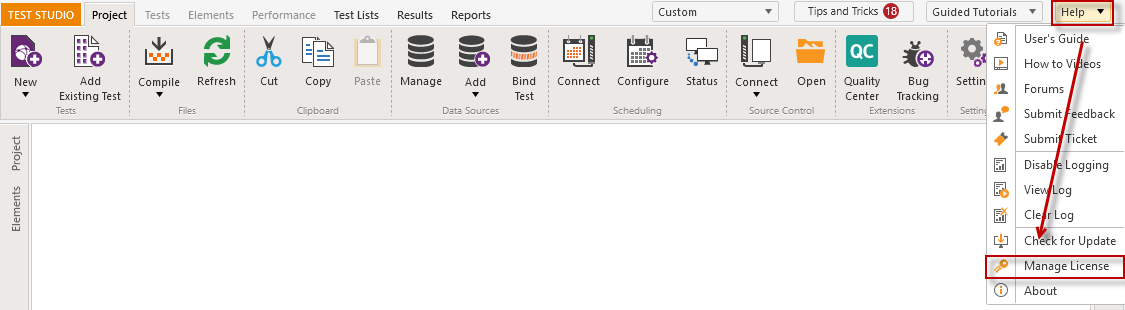 TEST STUDIO Project Tests Elements Performance Test Lists Results Reports Custom Tips and Tricks 18 Guided Tutorials Help
New
Add
Existing Test
Tests
Compile
Refresh
Files
Cut
Copy
Paste
Clipboard
Manage
Add
Bind
Test
Data Sources
Connect
Configure
Status
Scheduling
Connect
Open
Source Control
QC
Quality
Center
Bug
Tracking
Extensions
Settin
Setting
User's Guide
How to Videos
Forums
Submit Feedback
Submit Ticket
Disable Logging
View Log
Clear Log
Check for Update
Manage License
About
Project
Elements